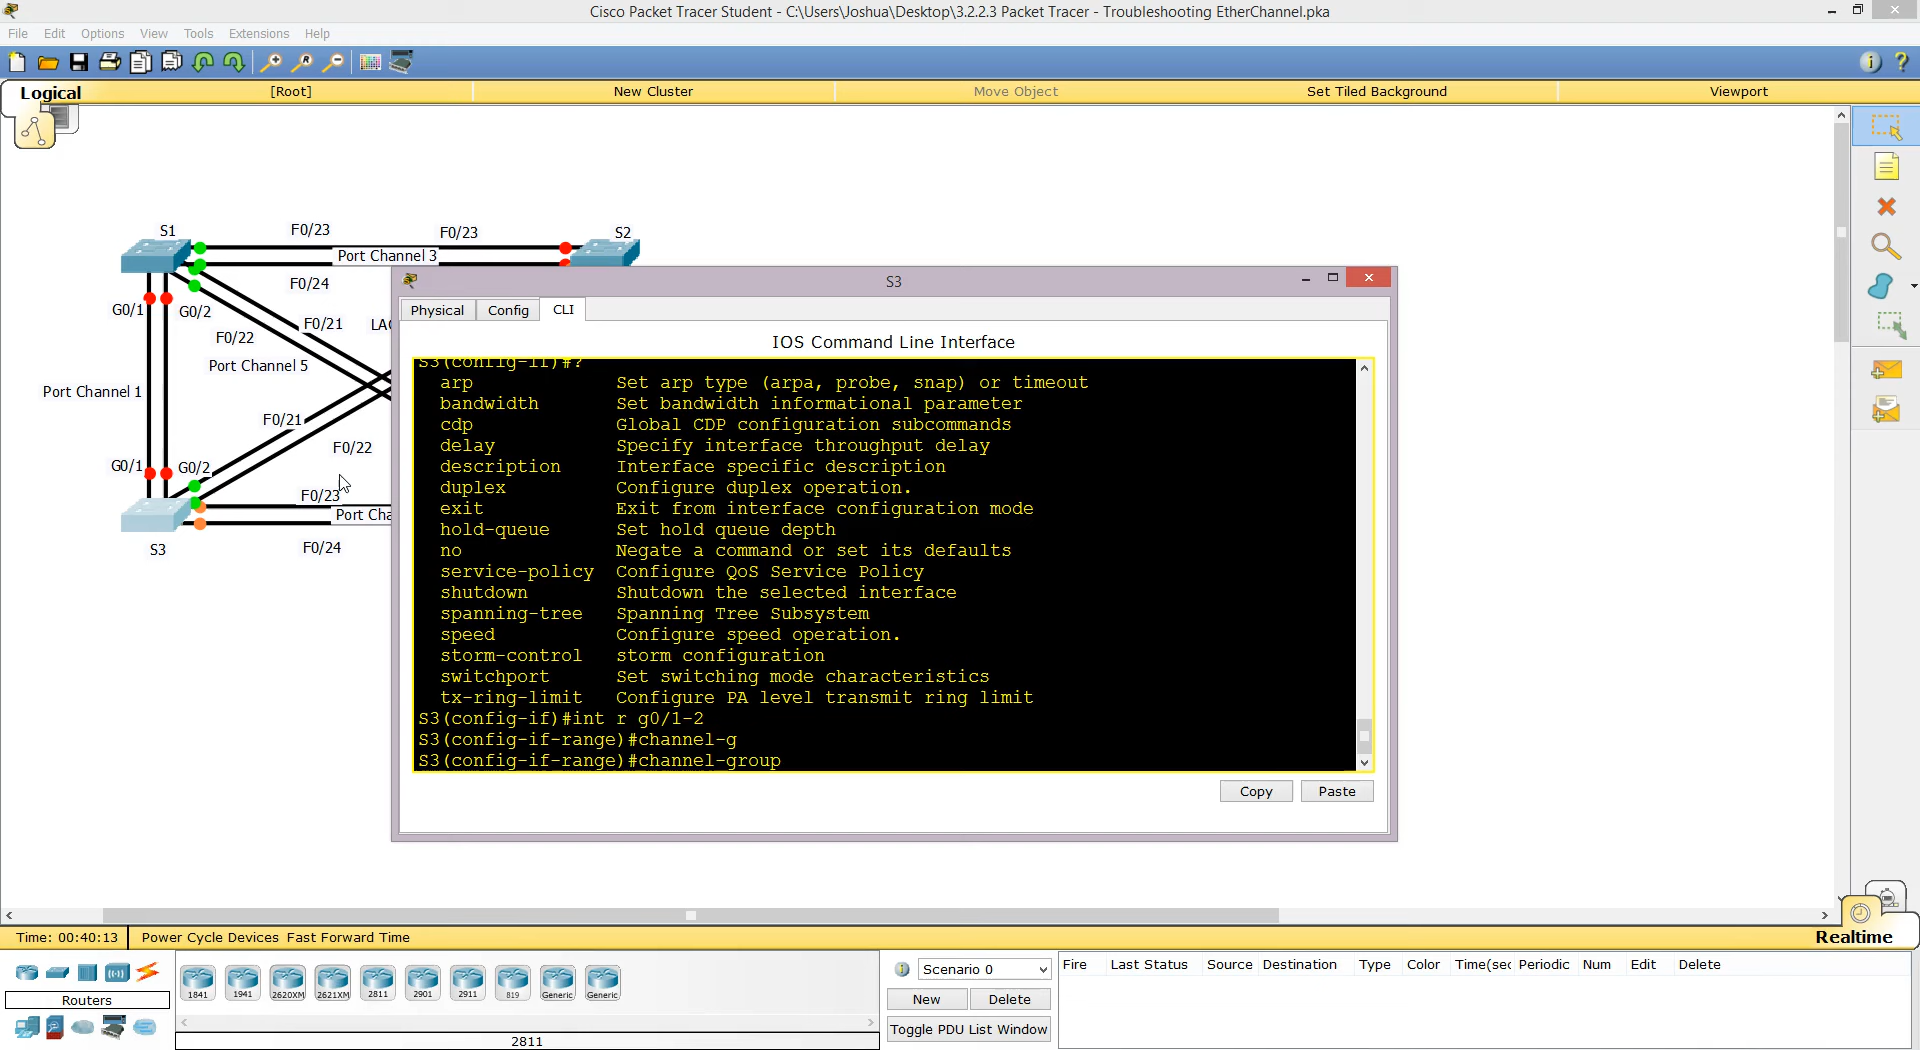 Cisco Packet Tracer Student - C:\Users\Joshua\Desktop\3.2.2.3 Packet Tracer - Troubleshooting EtherChannel.pka
File Edit Options View Tools Extensions Help
Logical [Root] New Cluster Move Object Set Tiled Background Viewport
S1 F0/23 F0/23 S2
Port Channel 3
F0/24
G0/1 G0/2
F0/22 F0/21 LAC
Port Channel 5
Port Channel 1
F0/21
F0/22
G0/1 G0/2
F0/23
Port Cha
S3 F0/24
S3
Physical Config CLI
IOS Command Line Interface
S3(config-if)#?
arp Set arp type (arpa, probe, snap) or timeout
bandwidth Set bandwidth informational parameter
cdp Global CDP configuration subcommands
delay Specify interface throughput delay
description Interface specific description
duplex Configure duplex operation.
exit Exit from interface configuration mode
hold-queue Set hold queue depth
no Negate a command or set its defaults
service-policy Configure QoS Service Policy
shutdown Shutdown the selected interface
spanning-tree Spanning Tree Subsystem
speed Configure speed operation.
storm-control storm configuration
switchport Set switching mode characteristics
tx-ring-limit Configure PA level transmit ring limit
S3(config-if)#int r g0/1-2
S3(config-if-range)#channel-g
S3(config-if-range)#channel-group
Copy Paste
Time: 00:40:13 Power Cycle Devices Fast Forward Time Realtime
Routers
1841 1941 2620XM 2621XM 2811 2901 2911 819 Generic Generic
2811
Scenario 0
New Delete
Toggle PDU List Window
Fire Last Status Source Destination Type Color Time(sec Periodic Num Edit Delete